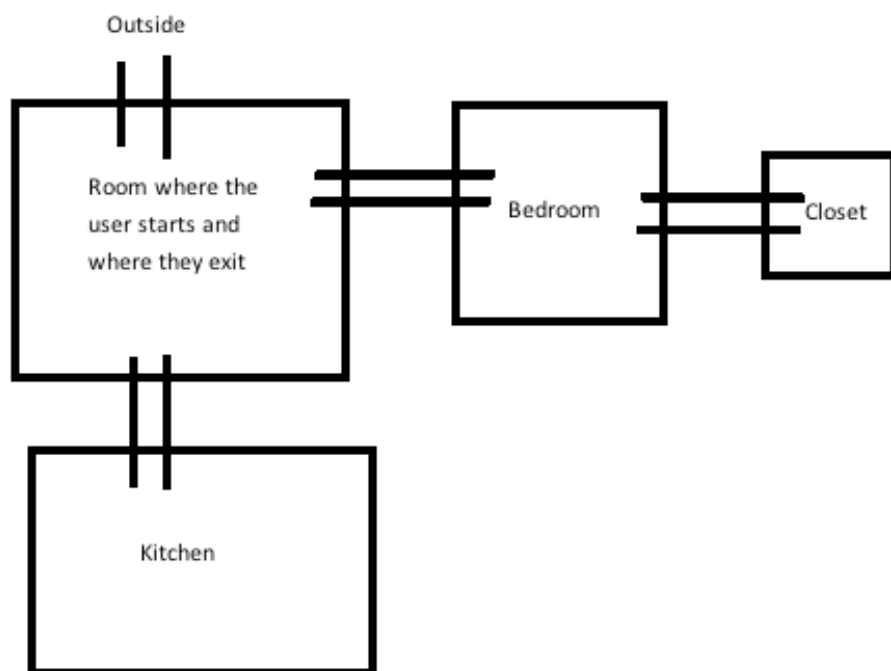 Outside
Room where the
user starts and
where they exit
Bedroom
Closet
Kitchen